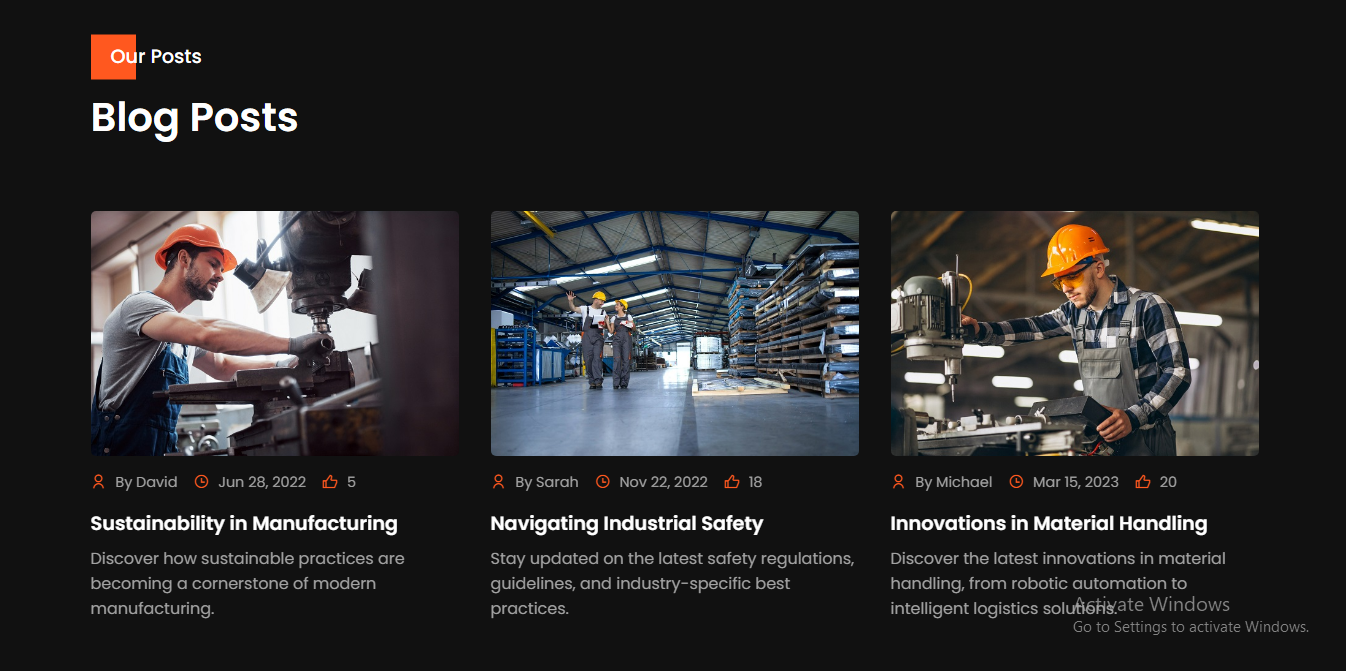 Our Posts
Blog Posts
By David Jun 28, 2022 5
Sustainability in Manufacturing
Discover how sustainable practices are
becoming a cornerstone of modern
manufacturing.
By Sarah Nov 22, 2022 18
Navigating Industrial Safety
Stay updated on the latest safety regulations,
guidelines, and industry-specific best
practices.
By Michael Mar 15, 2023 20
Innovations in Material Handling
Discover the latest innovations in material
handling, from robotic automation to
intelligent logistics solutions.
Activate Windows
Go to Settings to activate Windows.